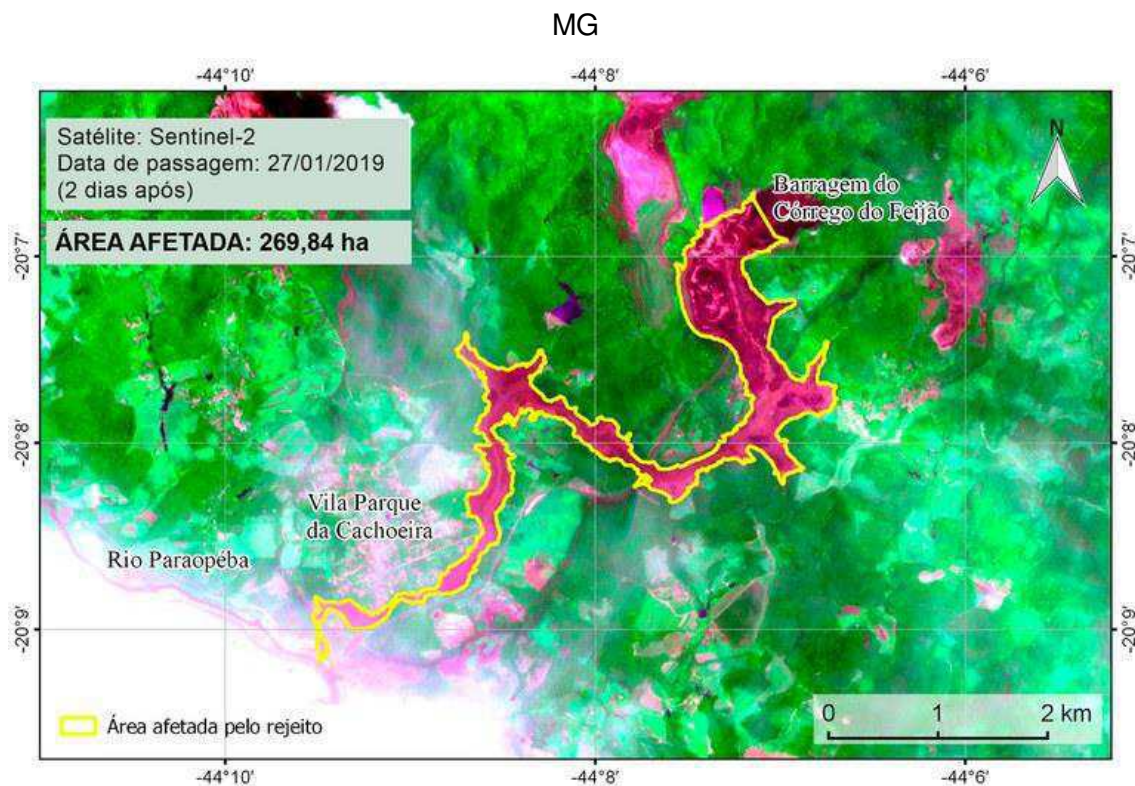 MG
-44°10'
-44°8'
-44°6'
Satélite: Sentinel-2
Data de passagem: 27/01/2019
(2 dias após)
ÁREA AFETADA: 269,84 ha
N
Barragem do
Córrego do Feijão
-20°7'
-20°7'
-20°8'
-20°8'
Vila Parque
da Cachoeira
Rio Paraopéba
-20°9'
-20°9'
Área afetada pelo rejeito
0 1 2 km
-44°10'
-44°8'
-44°6'